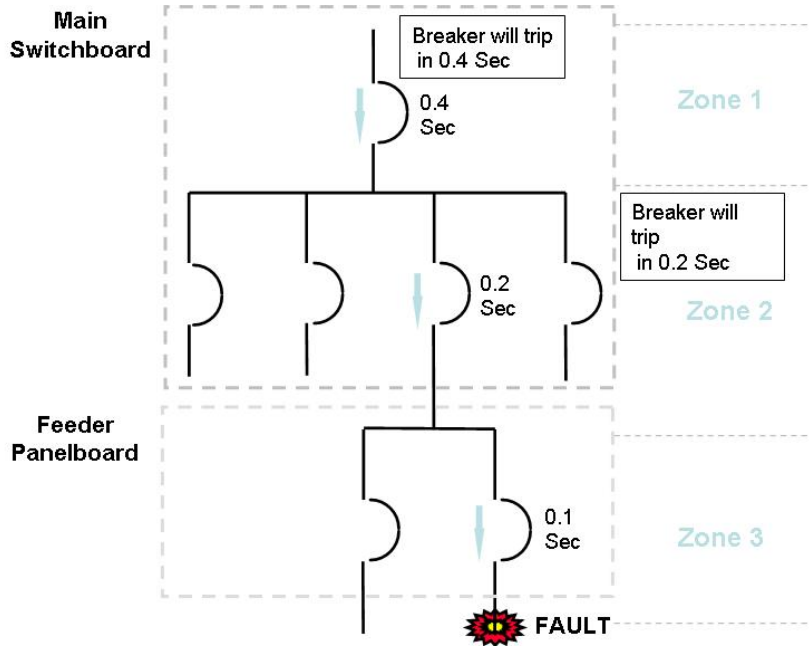 Main
Switchboard
Breaker will trip
in 0.4 Sec
0.4
Sec
Zone 1
Breaker will
trip
in 0.2 Sec
0.2
Sec
Zone 2
Feeder
Panelboard
0.1
Sec
Zone 3
FAULT